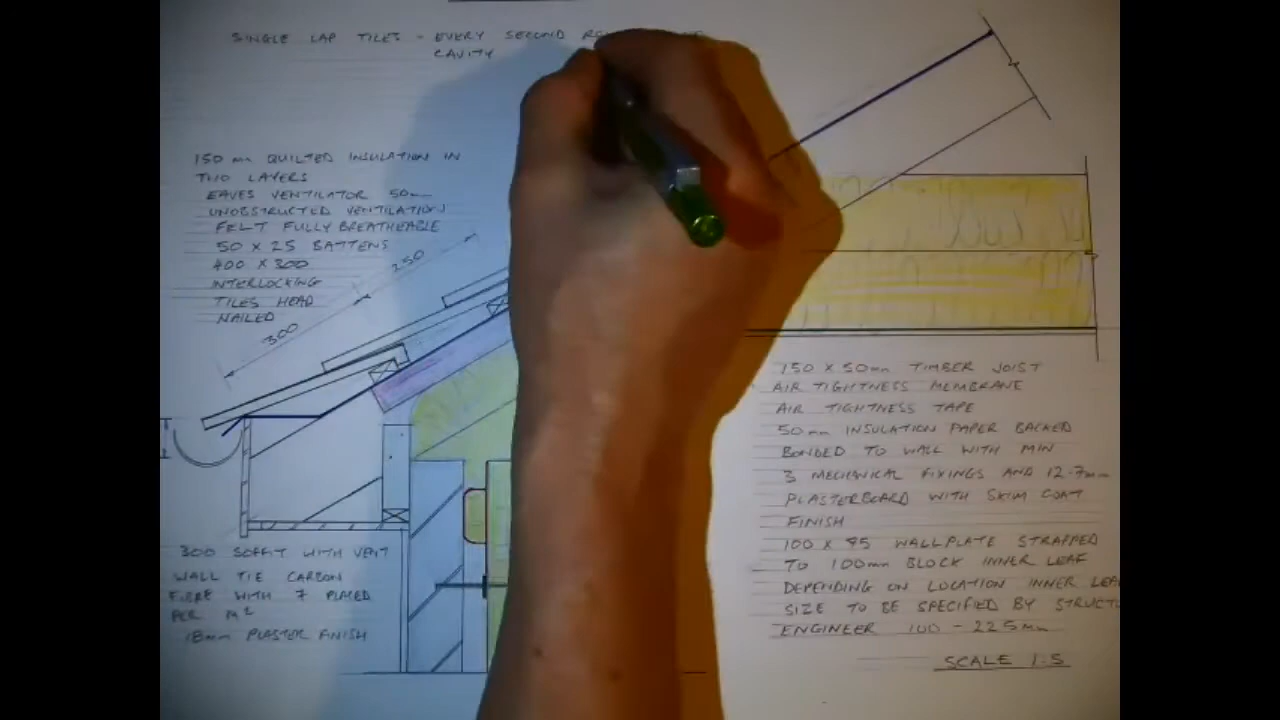 SINGLE LAP TILES - EVERY SECOND
CAVITY
150 mm QUILTED INSULATION IN
TWO LAYERS
EAVES VENTILATOR 50mm
UNOBSTRUCTED VENTILATION
FELT FULLY BREATHEABLE
50 X 25 BATTENS
400 X 300
INTERLOCKING
TILES HEAD
NAILED
250
300
300 SOFFIT WITH VENT
WALL TIE CARBON
FIBRE WITH 7 PLACED
PER M²
18mm PLASTER FINISH
150 X 50mm TIMBER JOIST
AIR TIGHTNESS MEMBRANE
AIR TIGHTNESS TAPE
50mm INSULATION PAPER BACKED
BONDED TO WALL WITH MIN
3 MECHANICAL FIXINGS AND 12.7mm
PLASTERBOARD WITH SKIM COAT
FINISH
100 X 95 WALLPLATE STRAPPED
TO 100mm BLOCK INNER LEAF
DEPENDING ON LOCATION INNER LEA
SIZE TO BE SPECIFIED BY STRUCT
ENGINEER 100 - 225mm
SCALE 1:5